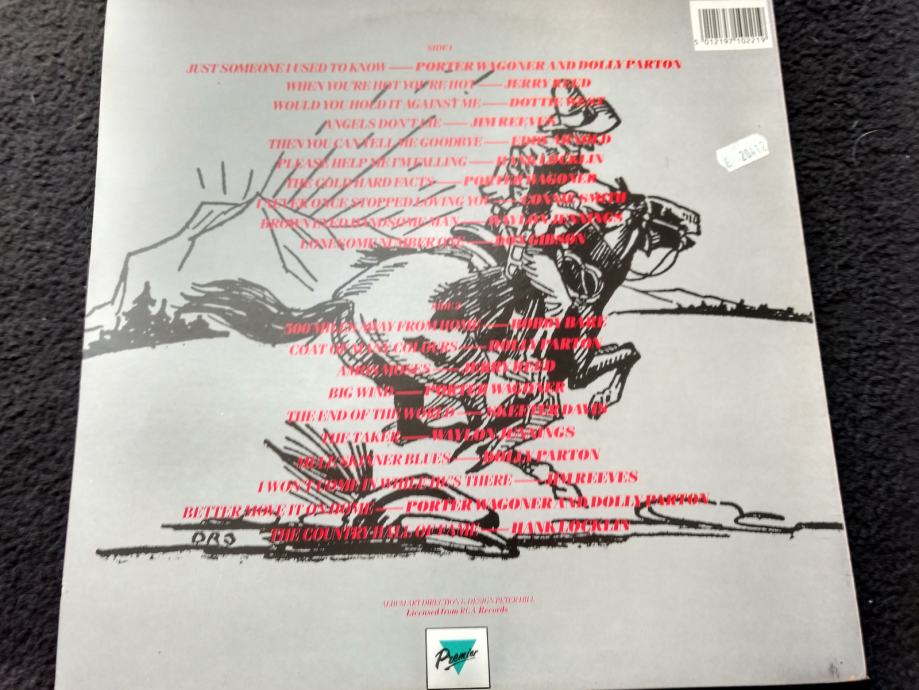 5 012197 102219
E 20412
SIDE 1
JUST SOMEONE I USED TO KNOW — PORTER WAGONER AND DOLLY PARTON
WHEN YOU'RE HOT YOU'RE HOT — JERRY REED
WOULD YOU HOLD IT AGAINST ME — DOTTIE WEST
ANGELS DON'T LIE — JIM REEVES
THEN YOU CAN TELL ME GOODBYE — EDDY ARNOLD
PLEASE HELP ME I'M FALLING — HANK LOCKLIN
THE COLD HARD FACTS — PORTER WAGONER
I NEVER ONCE STOPPED LOVING YOU — CONNIE SMITH
BROWN EYED HANDSOME MAN — WAYLON JENNINGS
LONESOME NUMBER ONE — DON GIBSON
SIDE 2
500 MILES AWAY FROM HOME — BOBBY BARE
COAT OF MANY COLOURS — DOLLY PARTON
AMOS MOSES — JERRY REED
BIG WIND — PORTER WAGONER
THE END OF THE WORLD — SKEETER DAVIS
THE TAKER — WAYLON JENNINGS
MULE SKINNER BLUES — DOLLY PARTON
I WON'T COME IN WHILE HE'S THERE — JIM REEVES
BETTER MOVE IT ON HOME — PORTER WAGONER AND DOLLY PARTON
THE COUNTRY HALL OF FAME — HANK LOCKLIN
ALBUM ART DIRECTION & DESIGN PETER HILL
Licensed from RCA Records
Premier